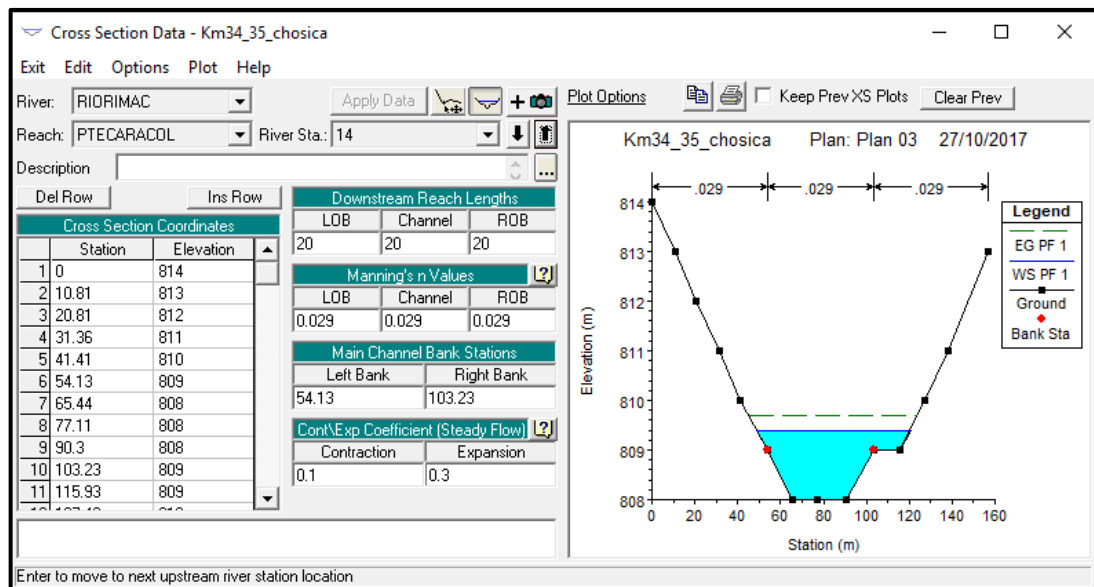 Cross Section Data - Km34_35_chosica
Exit Edit Options Plot Help
River: RIORIMAC Apply Data
Reach: PTECARACOL River Sta.: 14
Description ...
Del Row Ins Row
Cross Section Coordinates
Station Elevation
1 0 814
2 10.81 813
3 20.81 812
4 31.36 811
5 41.41 810
6 54.13 809
7 65.44 808
8 77.11 808
9 90.3 808
10 103.23 809
11 115.93 809
Downstream Reach Lengths
LOB Channel ROB
20 20 20
Manning's n Values
LOB Channel ROB
0.029 0.029 0.029
Main Channel Bank Stations
Left Bank Right Bank
54.13 103.23
Cont\Exp Coefficient (Steady Flow)
Contraction Expansion
0.1 0.3
Plot Options Keep Prev XS Plots Clear Prev
Km34_35_chosica Plan: Plan 03 27/10/2017
.029 .029 .029
814
813
812
811
810
809
808
Elevation (m)
0 20 40 60 80 100 120 140 160
Station (m)
Legend
EG PF 1
WS PF 1
Ground
Bank Sta
Enter to move to next upstream river station location